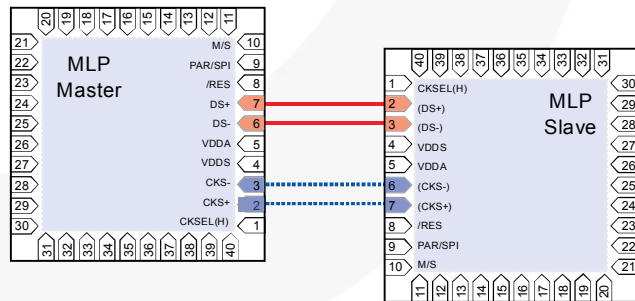 20 19 18 17 16 15 14 13 12 11
21 M/S 10
22 PAR/SPI 9
23 /RES 8
24 DS+ 7
25 DS- 6
26 VDDA 5
27 VDDS 4
28 CKS- 3
29 CKS+ 2
30 CKSEL(H) 1
MLP
Master
31 32 33 34 35 36 37 38 39 40
40 39 38 37 36 35 34 33 32 31
1 CKSEL(H) 30
2 (DS+) 29
3 (DS-) 28
4 VDDS 27
5 VDDA 26
6 (CKS-) 25
7 (CKS+) 24
8 /RES 23
9 PAR/SPI 22
10 M/S 21
MLP
Slave
11 12 13 14 15 16 17 18 19 20